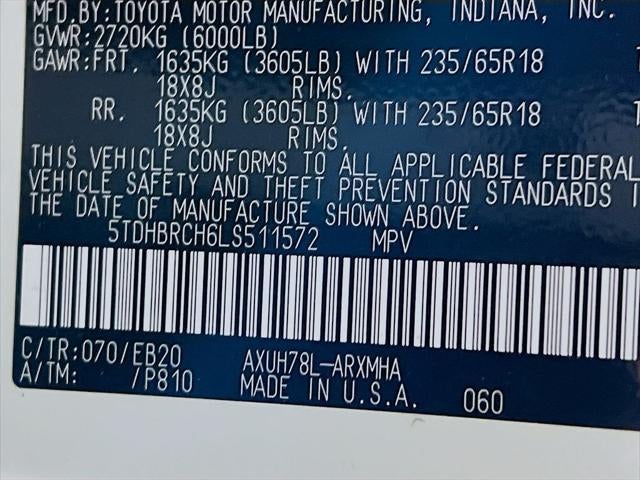 MFD.BY:TOYOTA MOTOR MANUFACTURING, INDIANA, INC.
GVWR:2720KG (6000LB)
GAWR:FRT. 1635KG (3605LB) WITH 235/65R18
18X8J RIMS.
RR. 1635KG (3605LB) WITH 235/65R18
18X8J RIMS.
THIS VEHICLE CONFORMS TO ALL APPLICABLE FEDERAL
VEHICLE SAFETY AND THEFT PREVENTION STANDARDS
THE DATE OF MANUFACTURE SHOWN ABOVE.
5TDHBRCH6LS511572 MPV
C/TR:070/EB20 AXUH78L-ARXMHA
A/TM: /P810 MADE IN U.S.A. 060